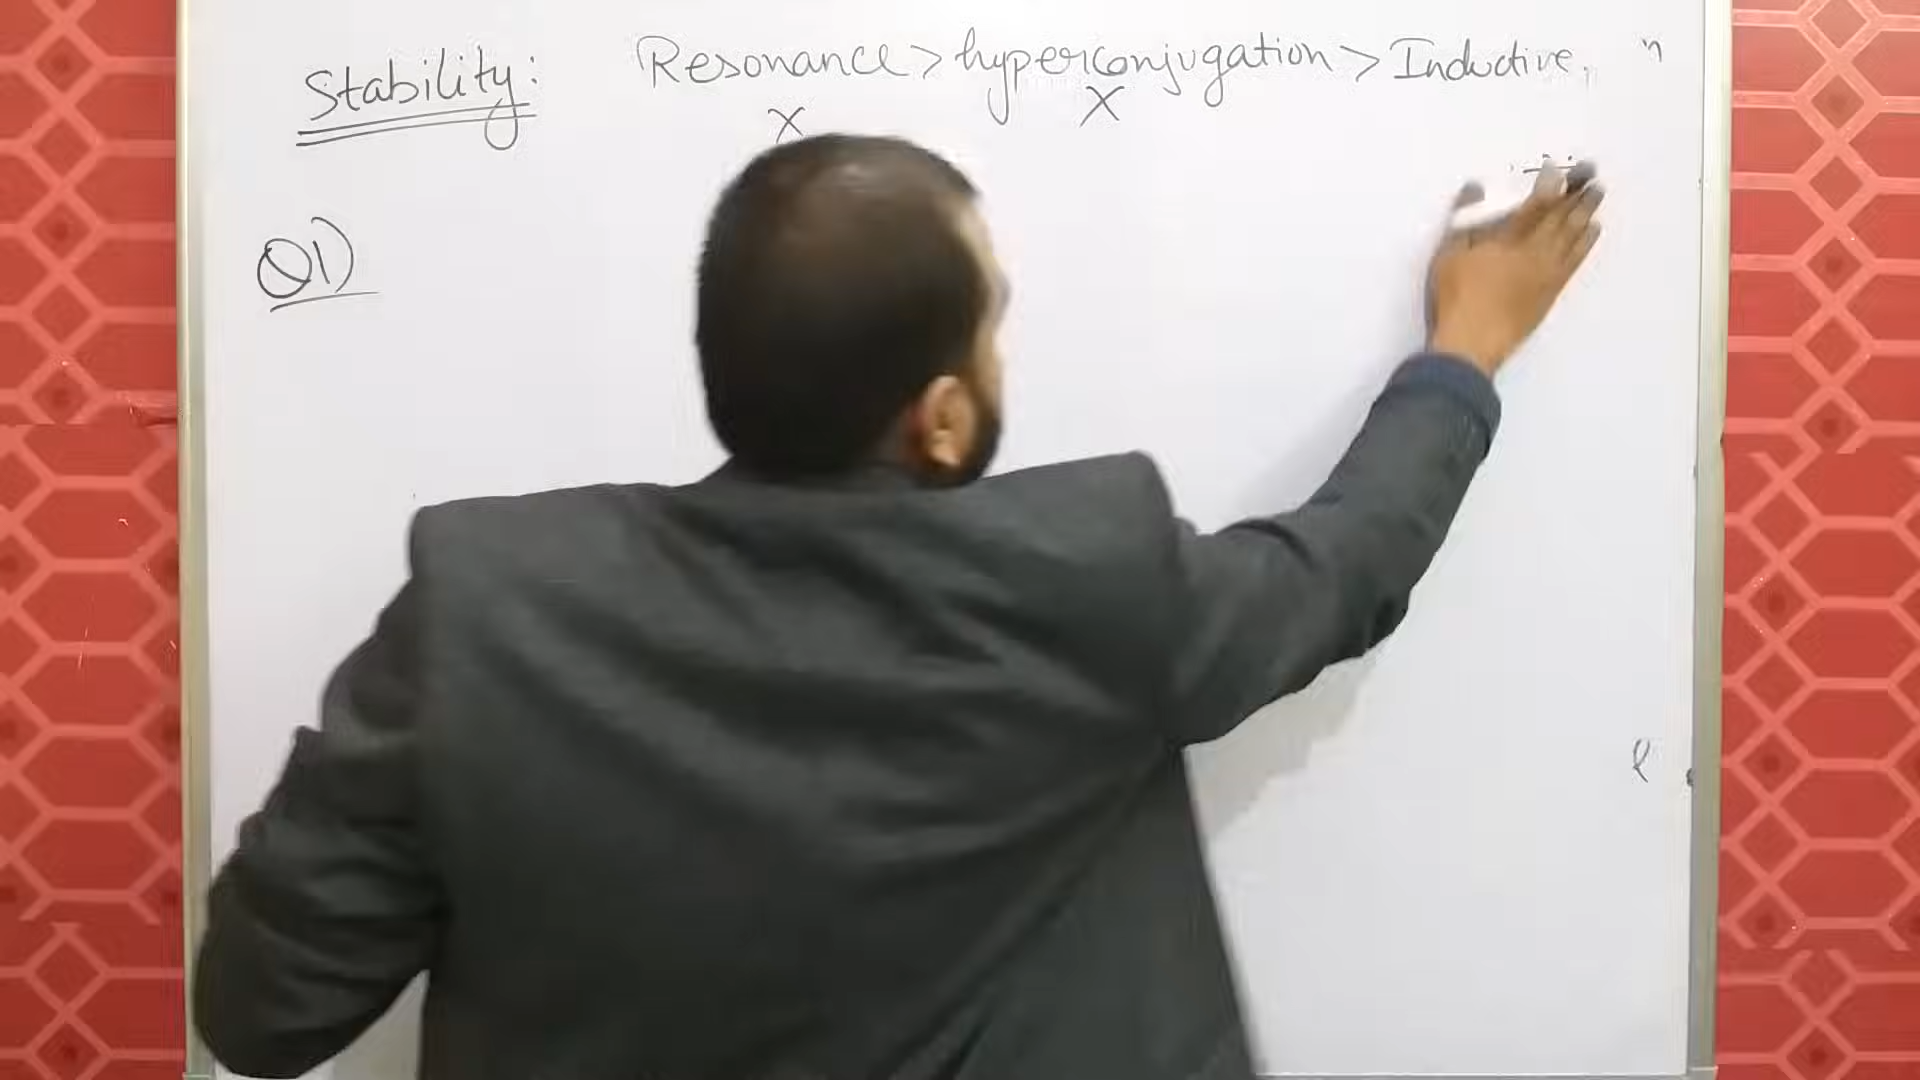 Stability: Resonance > hyperconjugation > Inductive,
X X
Q1)